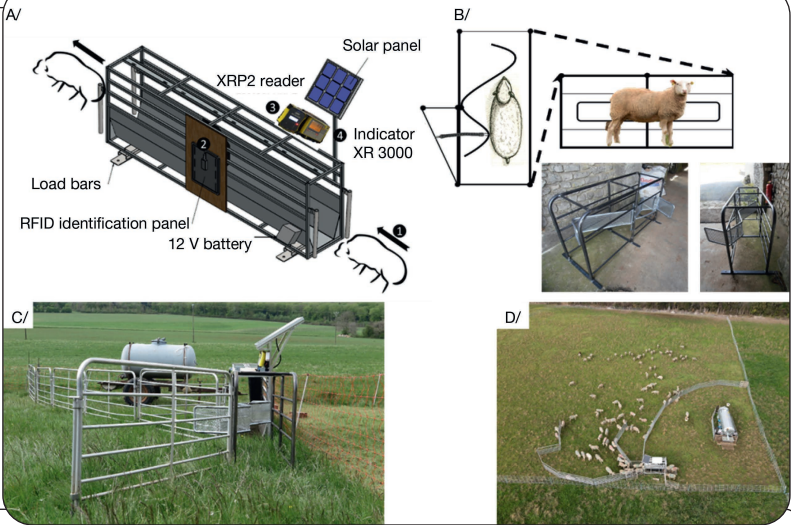 A/
Solar panel
XRP2 reader
3
4
Indicator
XR 3000
2
Load bars
RFID identification panel
12 V battery
1
B/
C/
D/